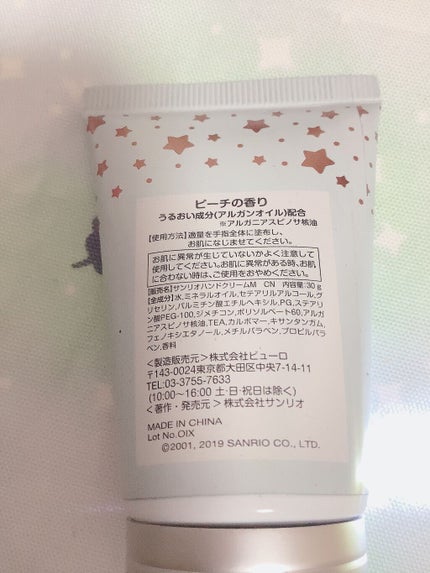 ピーチの香り
うるおい成分(アルガンオイル)配合
※アルガニアスピノサ核油
【使用方法】適量を手指全体に塗布し、
お肌になじませてください。
お肌に異常が生じていないかよく注意して
使用してください。お肌に異常がある時、お肌
に合わない時は、ご使用をおやめください。
【販売名】サンリオハンドクリームM CN 内容量:30g
【全成分】水、ミネラルオイル、セテアリルアルコール、グ
リセリン、パルミチン酸エチルヘキシル、PG、ステアリ
ン酸PEG-100、ジメチコン、ポリソルベート60、アルガ
ニアスピノサ核油、TEA、カルボマー、キサンタンガム、
フェノキシエタノール、メチルパラベン、プロピルパラ
ベン、香料
<製造販売元>株式会社ビューロ
〒143-0024東京都大田区中央7-14-11
TEL:03-3755-7633
(10:00〜16:00 土・日・祝日は除く)
<著作・発売元>株式会社サンリオ
MADE IN CHINA
Lot No.OIX
©2001, 2019 SANRIO CO., LTD.